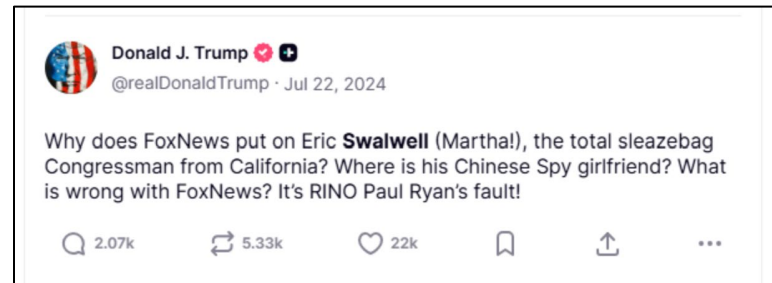 Donald J. Trump
@realDonaldTrump · Jul 22, 2024
Why does FoxNews put on Eric Swalwell (Martha!), the total sleazebag
Congressman from California? Where is his Chinese Spy girlfriend? What
is wrong with FoxNews? It’s RINO Paul Ryan’s fault!
2.07k 5.33k 22k